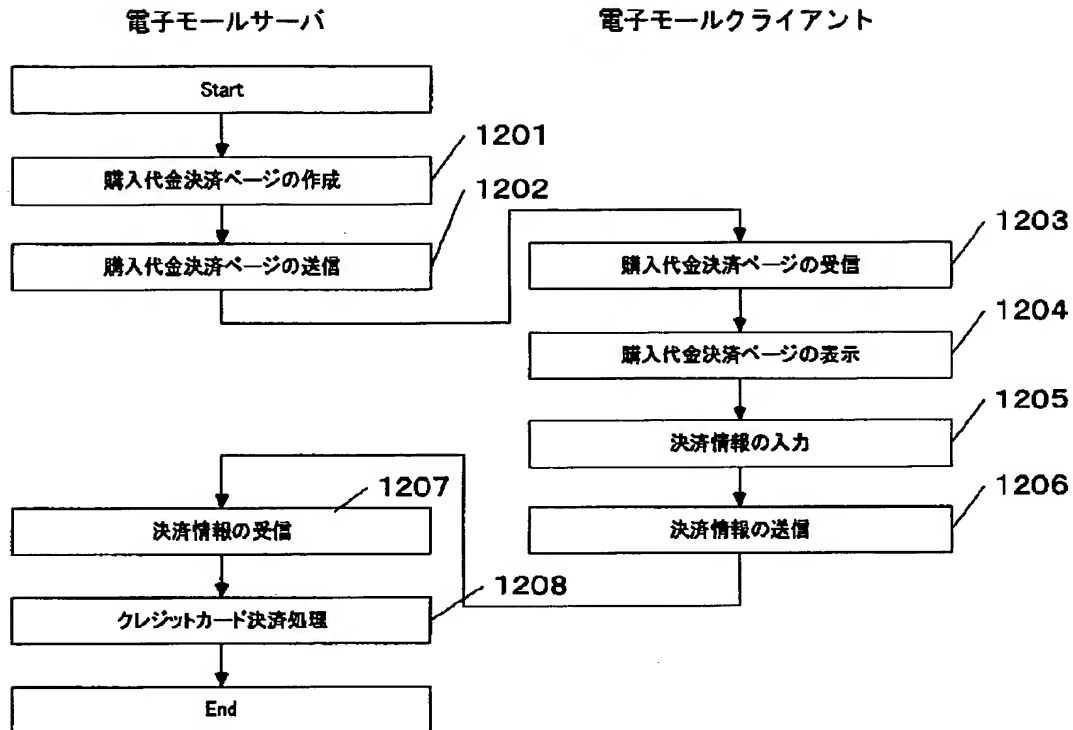 電子モールサーバ
電子モールクライアント
Start
1201
購入代金決済ページの作成
1202
購入代金決済ページの送信
1203
購入代金決済ページの受信
1204
購入代金決済ページの表示
1205
決済情報の入力
1206
決済情報の送信
1207
決済情報の受信
1208
クレジットカード決済処理
End